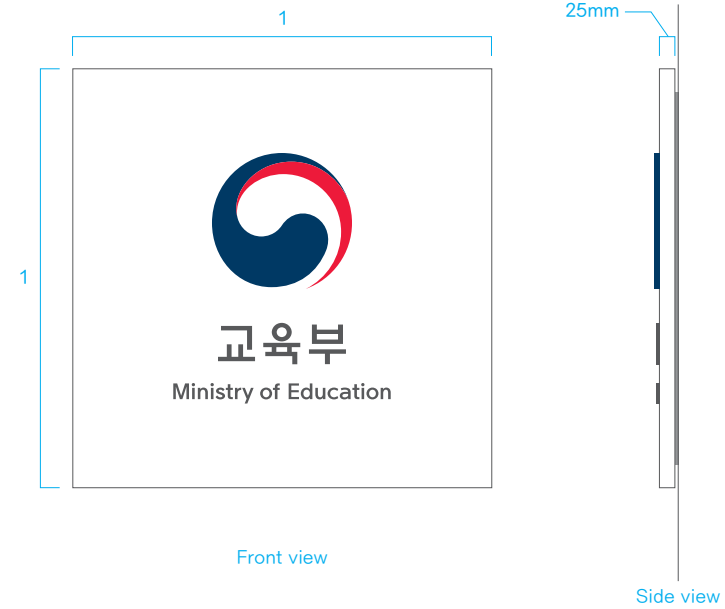 1
25mm
1
교육부
Ministry of Education
Front view
Side view